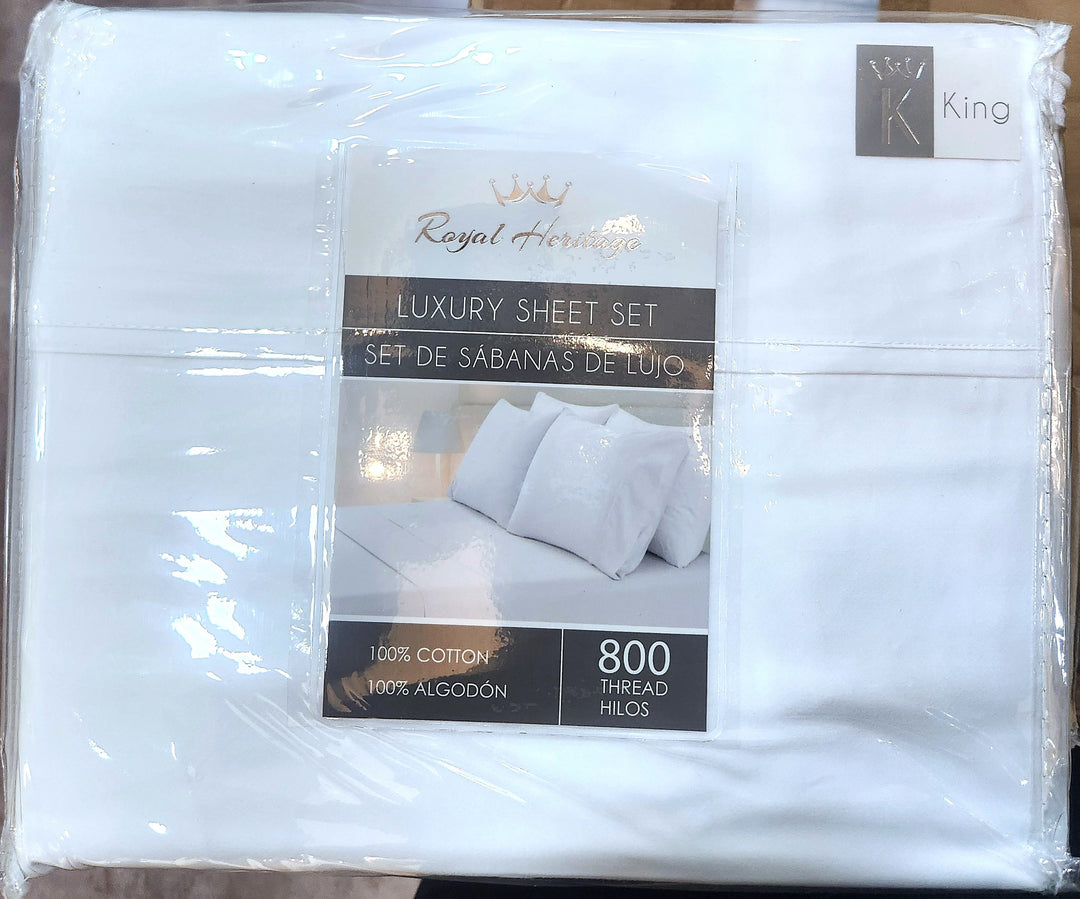 K
King
Royal Heritage
LUXURY SHEET SET
SET DE SÁBANAS DE LUJO
100% COTTON
100% ALGODÓN
800
THREAD
HILOS